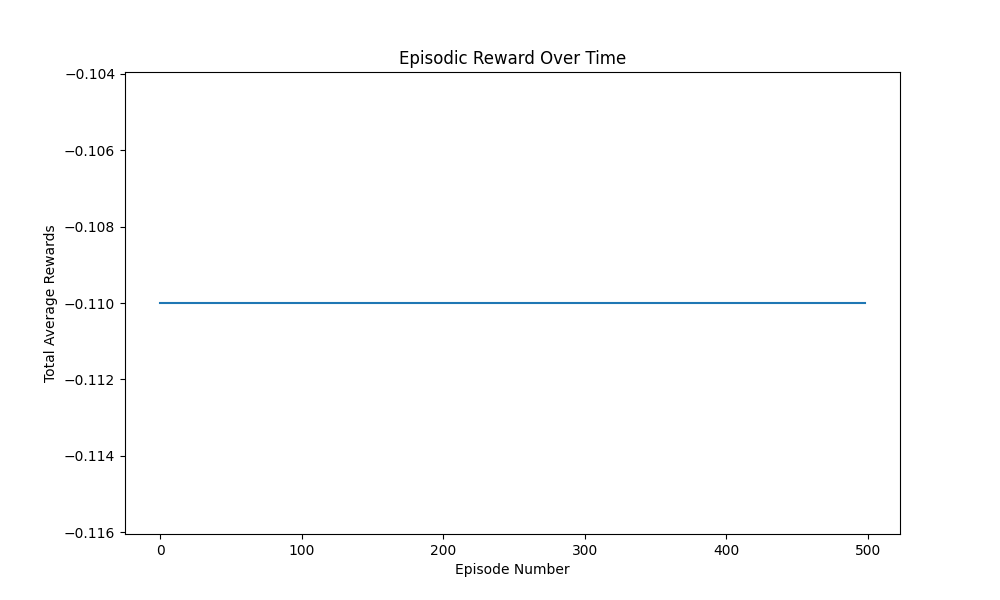 Episodic Reward Over Time
−0.104
−0.106
−0.108
−0.110
−0.112
−0.114
−0.116
Total Average Rewards
0 100 200 300 400 500
Episode Number